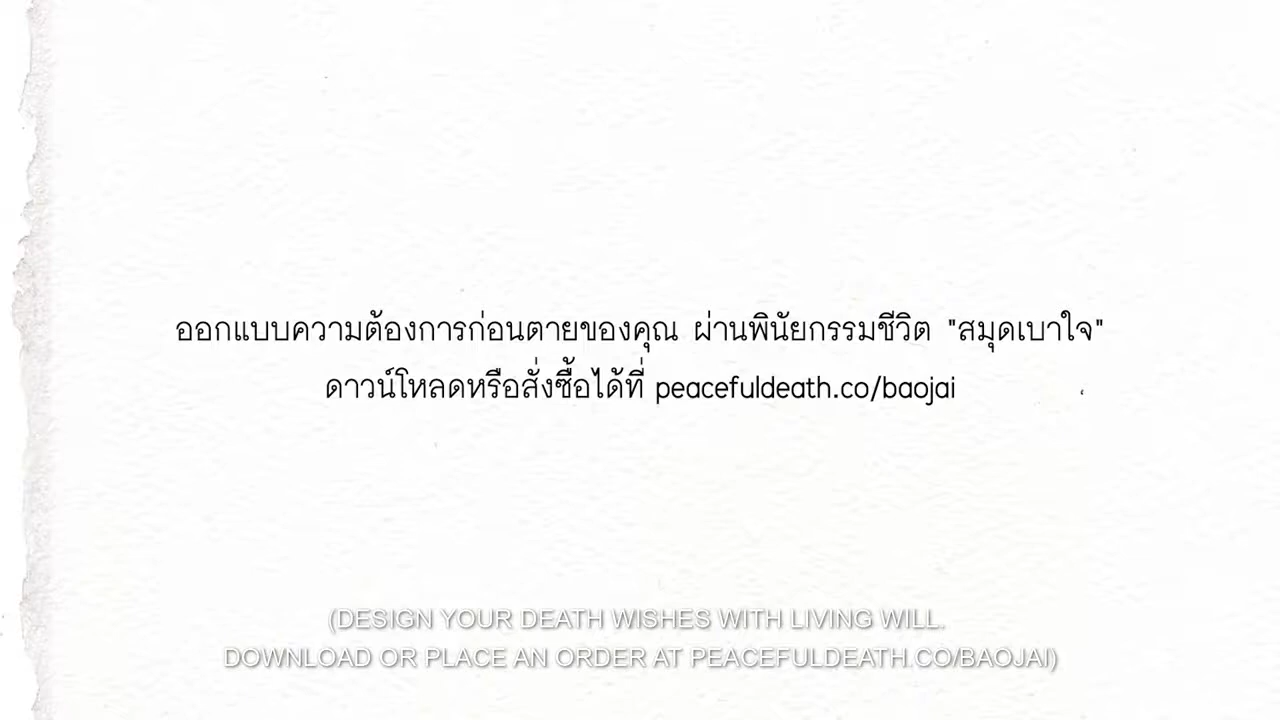 ออกแบบความต้องการก่อนตายของคุณ ผ่านพินัยกรรมชีวิต "สมุดเบาใจ"
ดาวน์โหลดหรือสั่งซื้อได้ที่ peacefuldeath.co/baojai
(DESIGN YOUR DEATH WISHES WITH LIVING WILL.
DOWNLOAD OR PLACE AN ORDER AT PEACEFULDEATH.CO/BAOJAI)